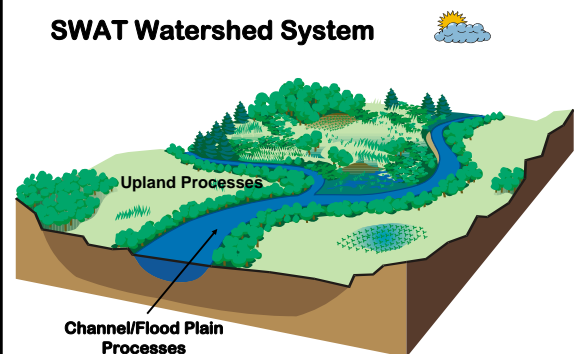 SWAT Watershed System
Upland Processes
Channel/Flood Plain
Processes